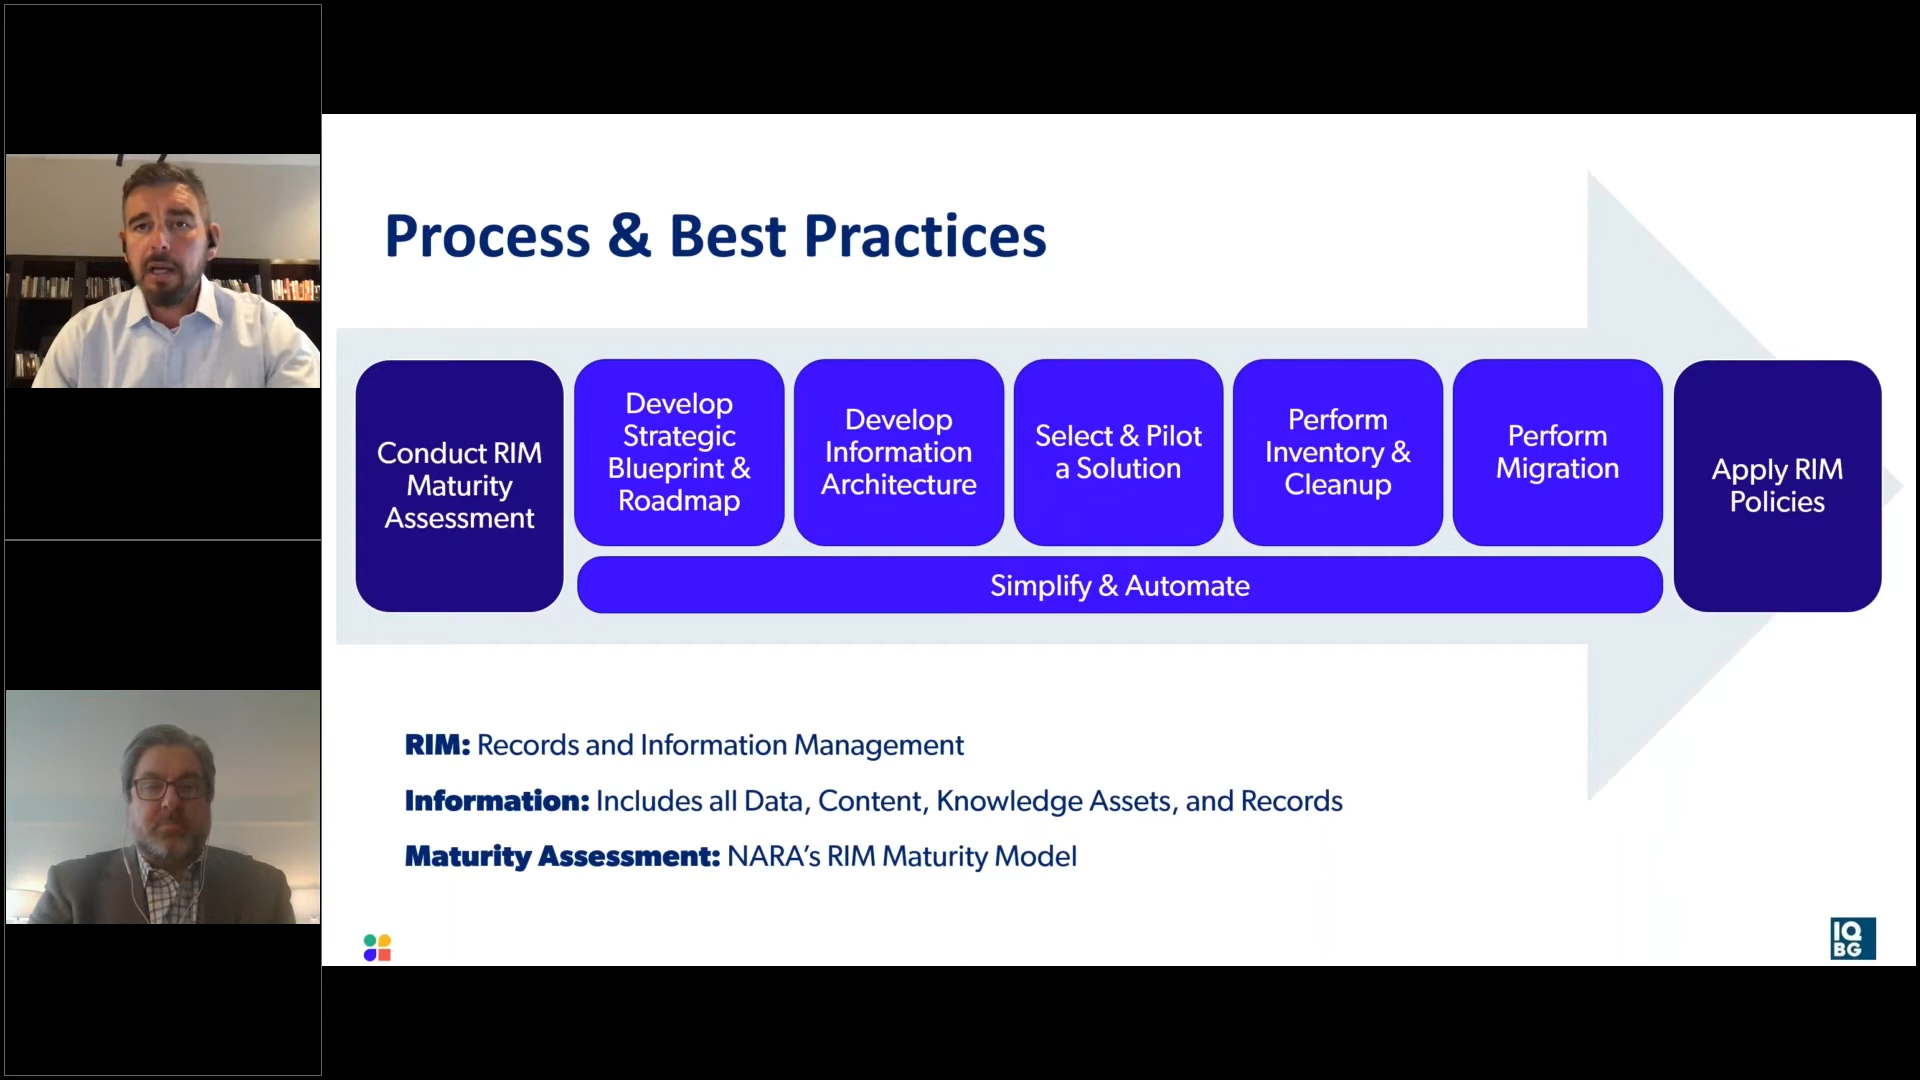 Process & Best Practices
Conduct RIM
Maturity
Assessment
Develop
Strategic
Blueprint &
Roadmap
Develop
Information
Architecture
Select & Pilot
a Solution
Perform
Inventory &
Cleanup
Perform
Migration
Apply RIM
Policies
Simplify & Automate
RIM: Records and Information Management
Information: Includes all Data, Content, Knowledge Assets, and Records
Maturity Assessment: NARA’s RIM Maturity Model
IQ
BG